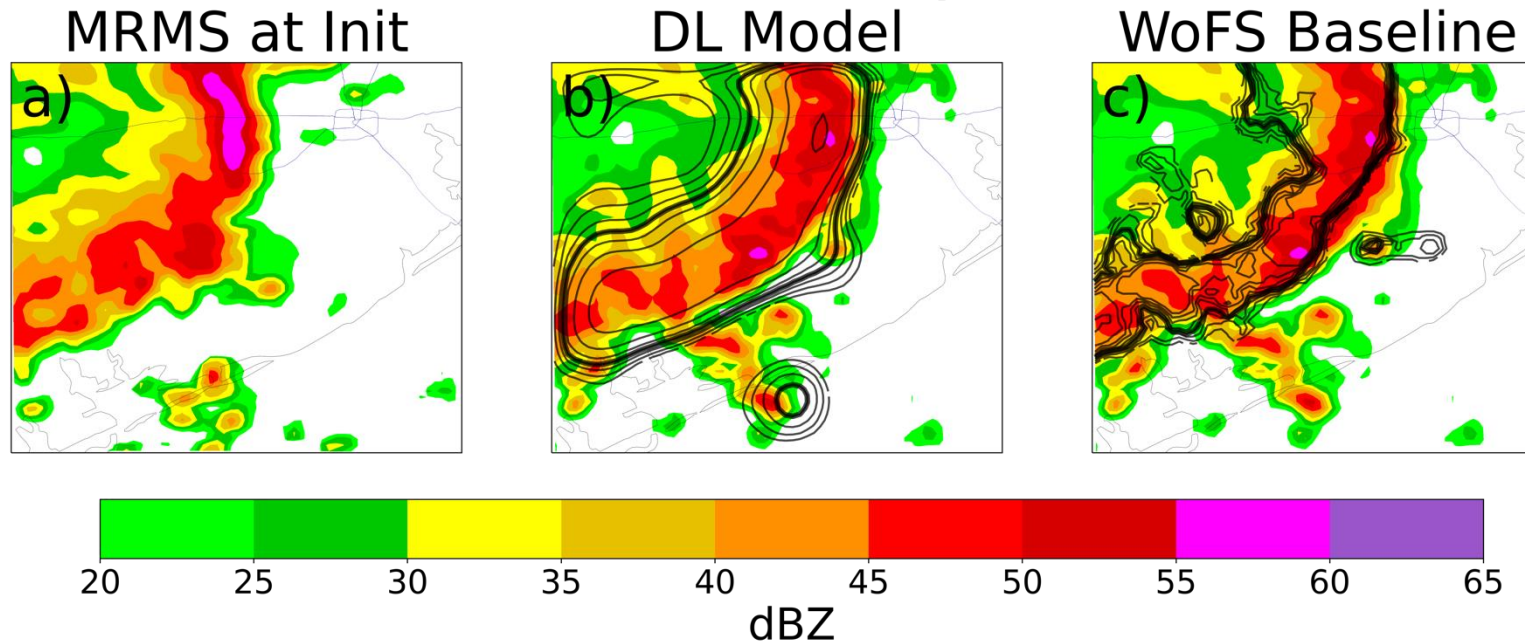 MRMS at Init
DL Model
WoFS Baseline
a)
b)
c)
20 25 30 35 40 45 50 55 60 65
dBZ